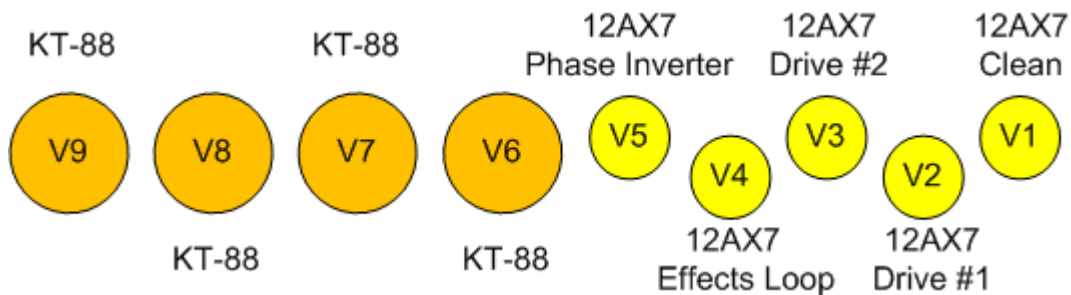 KT-88
KT-88
12AX7
Phase Inverter
12AX7
Drive #2
12AX7
Clean
V9
V8
V7
V6
V5
V4
V3
V2
V1
KT-88
KT-88
12AX7
Effects Loop
12AX7
Drive #1